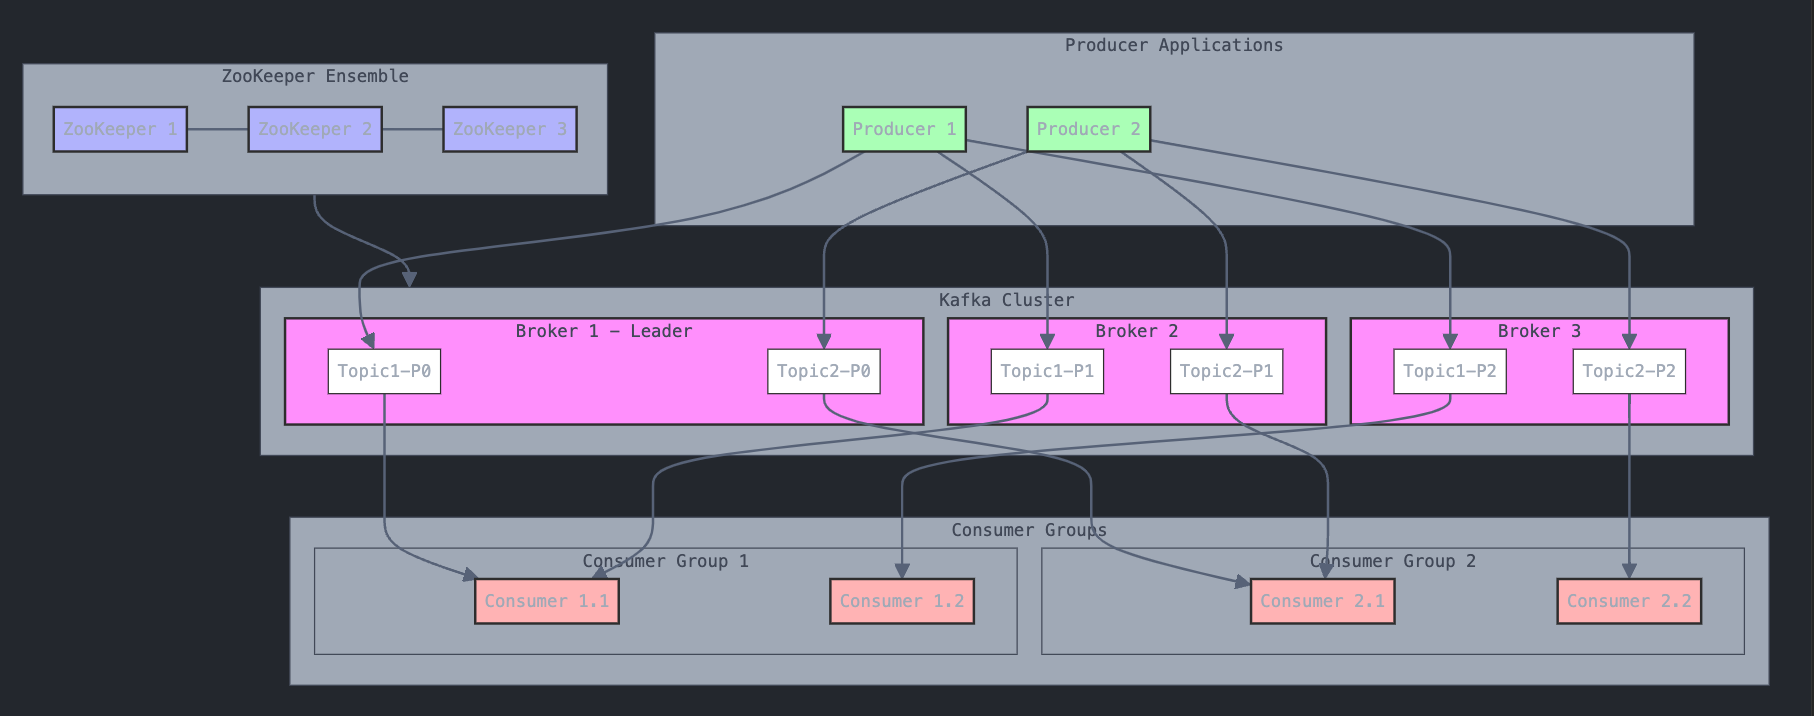 Producer Applications
ZooKeeper Ensemble
ZooKeeper 1
ZooKeeper 2
ZooKeeper 3
Producer 1
Producer 2
Kafka Cluster
Broker 1 - Leader
Broker 2
Broker 3
Topic1-P0
Topic2-P0
Topic1-P1
Topic2-P1
Topic1-P2
Topic2-P2
Consumer Groups
Consumer Group 1
Consumer Group 2
Consumer 1.1
Consumer 1.2
Consumer 2.1
Consumer 2.2